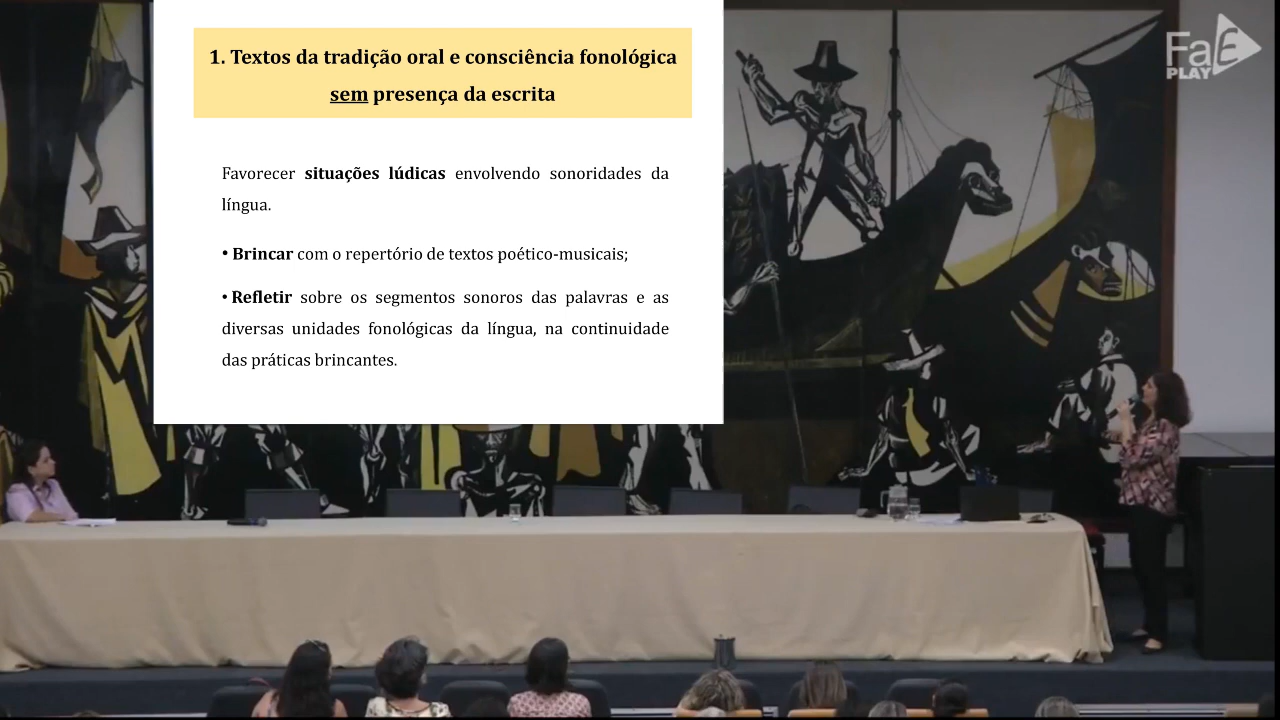 1. Textos da tradição oral e consciência fonológica
sem presença da escrita
Favorecer situações lúdicas envolvendo sonoridades da
língua.
• Brincar com o repertório de textos poético-musicais;
• Refletir sobre os segmentos sonoros das palavras e as
diversas unidades fonológicas da língua, na continuidade
das práticas brincantes.
FaE
PLAY